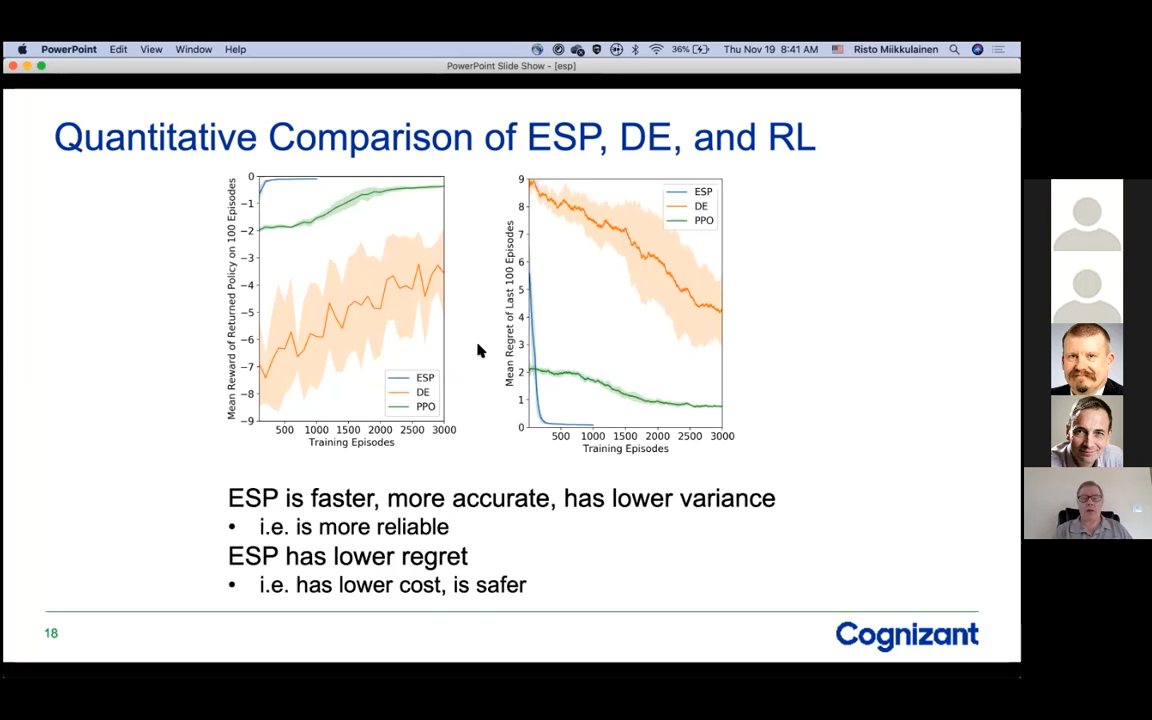 PowerPoint Edit View Window Help 36% Thu Nov 19 8:41 AM Risto Miikkulainen
PowerPoint Slide Show - [esp]
Quantitative Comparison of ESP, DE, and RL
Mean Reward of Returned Policy on 100 Episodes
0
−1
−2
−3
−4
−5
−6
−7
−8
−9
ESP
DE
PPO
500 1000 1500 2000 2500 3000
Training Episodes
Mean Regret of Last 100 Episodes
9
8
7
6
5
4
3
2
1
0
ESP
DE
PPO
500 1000 1500 2000 2500 3000
Training Episodes
ESP is faster, more accurate, has lower variance
• i.e. is more reliable
ESP has lower regret
• i.e. has lower cost, is safer
18
Cognizant